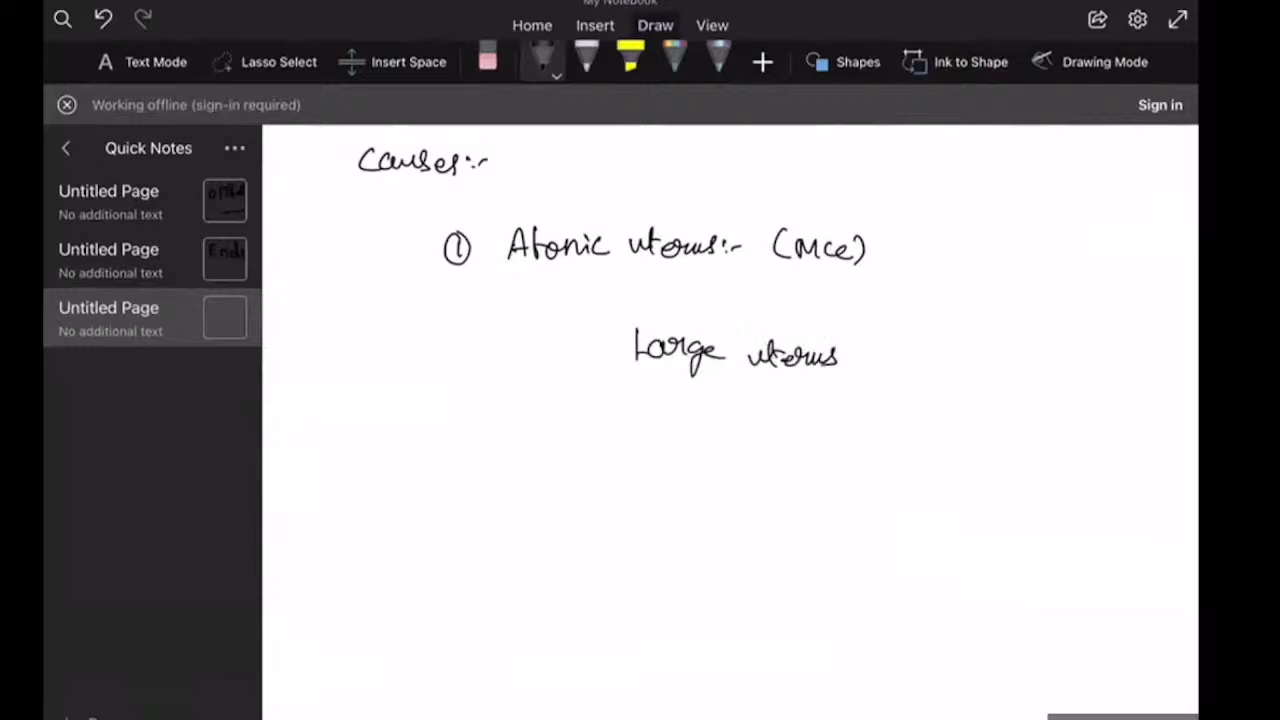 My Notebook
Home Insert Draw View
Text Mode Lasso Select Insert Space Shapes Ink to Shape Drawing Mode
Working offline (sign-in required) Sign in
Quick Notes
Untitled Page
No additional text
Untitled Page
No additional text
Untitled Page
No additional text
Causes:-
① Atonic uterus:- (MCC)
Large uterus